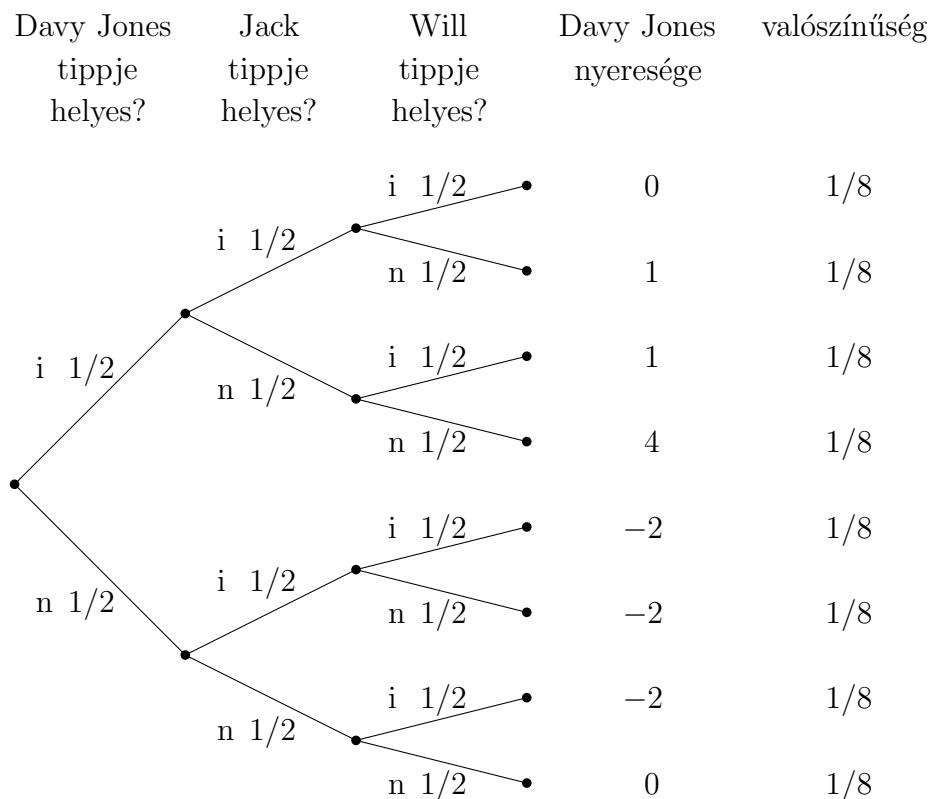 Davy Jones Jack Will Davy Jones valószínűség
tippje tippje tippje nyeresége
helyes? helyes? helyes?
i 1/2 0 1/8
i 1/2
n 1/2 1 1/8
i 1/2 1 1/8
i 1/2
n 1/2
n 1/2 4 1/8
i 1/2 −2 1/8
i 1/2
n 1/2
n 1/2 −2 1/8
i 1/2 −2 1/8
n 1/2
n 1/2 0 1/8